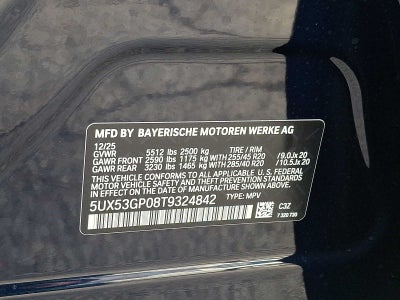 MFD BY BAYERISCHE MOTOREN WERKE AG
12/25
GVWR 5512 lbs 2500 kg TIRE / RIM
GAWR FRONT 2590 lbs 1175 kg WITH 255/45 R20 /9.0Jx 20
GAWR REAR 3230 lbs 1465 kg WITH 285/40 R20 /10.5Jx 20
THIS VEHICLE CONFORMS TO ALL APPLICABLE U.S. FEDERAL
MOTOR VEHICLE SAFETY AND THEFT PREVENTION STANDARDS
IN EFFECT ON THE DATE OF MANUFACTURE SHOWN ABOVE.
5UX53GP08T9324842 TYPE: MPV
C3Z
7 320 720